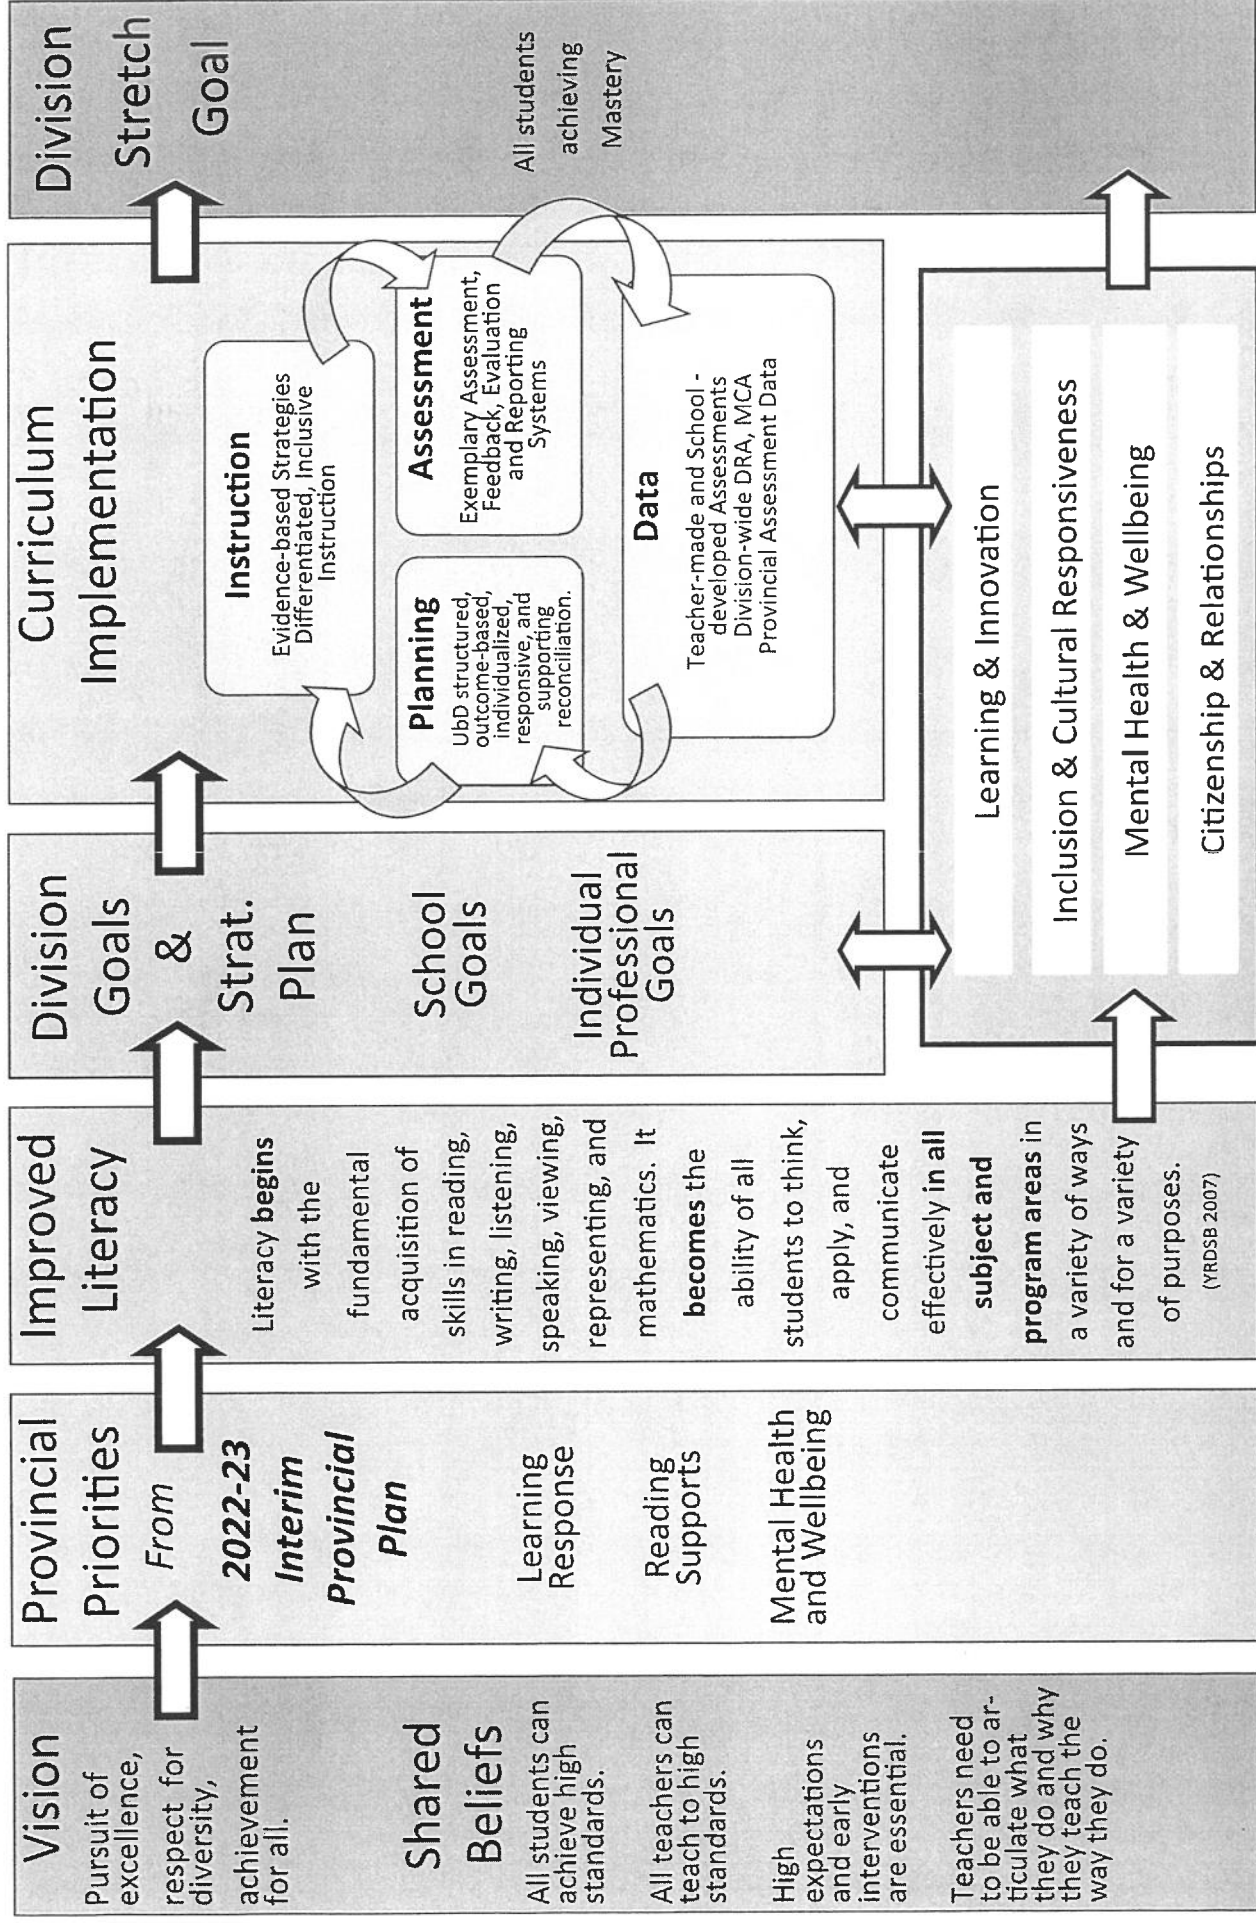 Vision
Pursuit of
excellence,
respect for
diversity,
achievement
for all.
Shared
Beliefs
All students can
achieve high
standards.
All teachers can
teach to high
standards.
High
expectations
and early
interventions
are essential.
Teachers need
to be able to ar-
ticulate what
they do and why
they teach the
way they do.
Provincial
Priorities
From
2022-23
Interim
Provincial
Plan
Learning
Response
Reading
Supports
Mental Health
and Wellbeing
Improved
Literacy
Literacy begins
with the
fundamental
acquisition of
skills in reading,
writing, listening,
speaking, viewing,
representing, and
mathematics. It
becomes the
ability of all
students to think,
apply, and
communicate
effectively in all
subject and
program areas in
a variety of ways
and for a variety
of purposes.
(YRDSB 2007)
Division
Goals
&
Strat.
Plan
School
Goals
Individual
Professional
Goals
Curriculum
Implementation
Instruction
Evidence-based Strategies
Differentiated, Inclusive
Instruction
Planning
UbD structured,
outcome-based,
individualized,
responsive, and
supporting
reconciliation.
Assessment
Exemplary Assessment,
Feedback, Evaluation
and Reporting
Systems
Data
Teacher-made and School -
developed Assessments
Division-wide DRA, MCA
Provincial Assessment Data
Learning & Innovation
Inclusion & Cultural Responsiveness
Mental Health & Wellbeing
Citizenship & Relationships
Division
Stretch
Goal
All students
achieving
Mastery